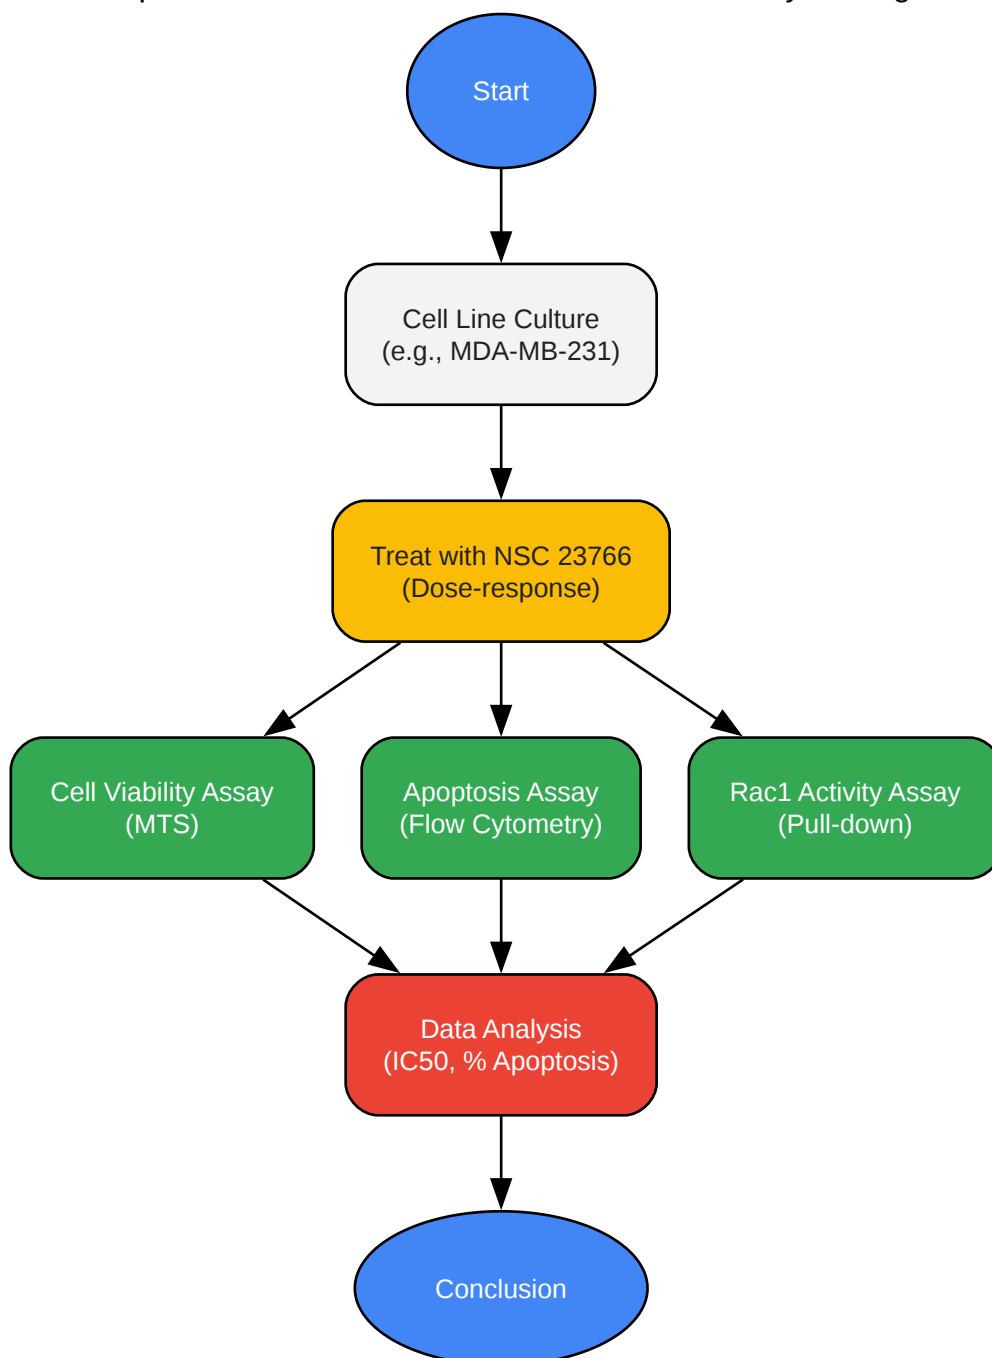 Start
Cell Line Culture
(e.g., MDA-MB-231)
Treat with NSC 23766
(Dose-response)
Cell Viability Assay
(MTS)
Apoptosis Assay
(Flow Cytometry)
Rac1 Activity Assay
(Pull-down)
Data Analysis
(IC50, % Apoptosis)
Conclusion